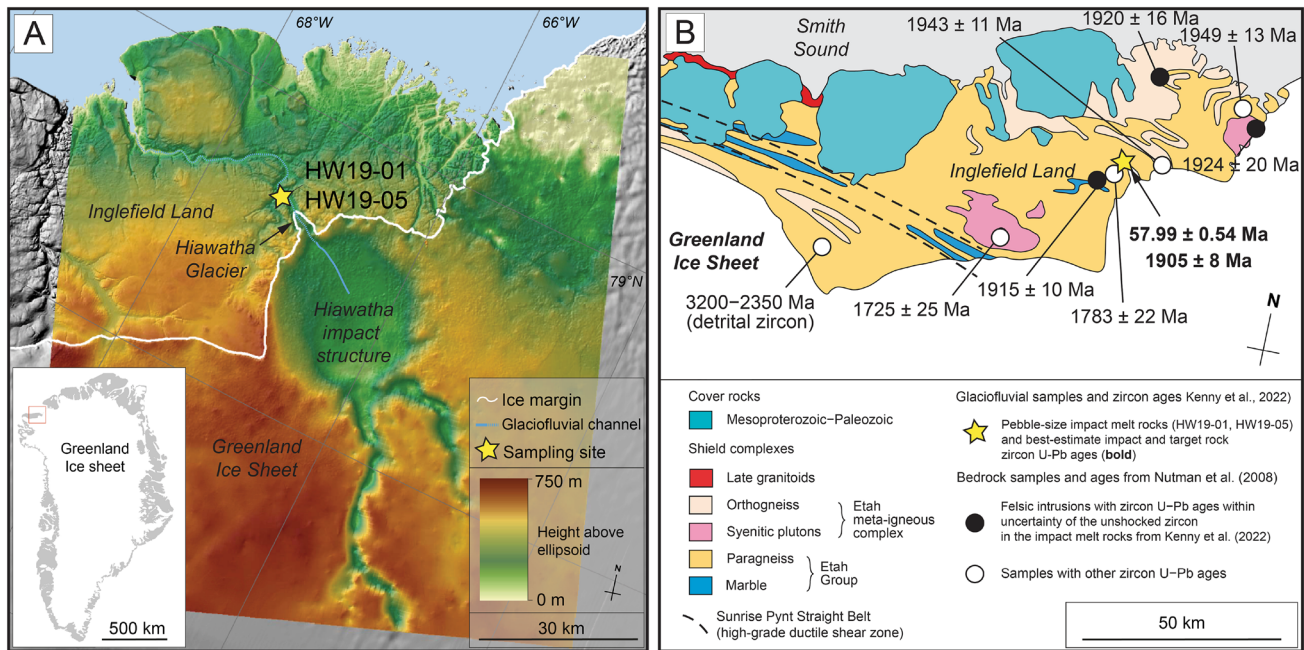 A
68°W
66°W
HW19-01
HW19-05
Inglefield Land
Hiawatha
Glacier
79°N
Hiawatha
impact
structure
Greenland
Ice Sheet
Greenland
Ice sheet
500 km
Ice margin
Glaciofluvial channel
Sampling site
750 m
Height above
ellipsoid
0 m
N
30 km
B
Smith
Sound
1943 ± 11 Ma
1920 ± 16 Ma
1949 ± 13 Ma
Inglefield Land
1924 ± 20 Ma
Greenland
Ice Sheet
57.99 ± 0.54 Ma
1905 ± 8 Ma
3200–2350 Ma
(detrital zircon)
1725 ± 25 Ma
1915 ± 10 Ma
1783 ± 22 Ma
N
Cover rocks
Mesoproterozoic–Paleozoic
Shield complexes
Late granitoids
Orthogneiss
Syenitic plutons
Etah
meta-igneous
complex
Paragneiss
Marble
Etah
Group
Sunrise Pynt Straight Belt
(high-grade ductile shear zone)
Glaciofluvial samples and zircon ages Kenny et al., 2022)
Pebble-size impact melt rocks (HW19-01, HW19-05)
and best-estimate impact and target rock
zircon U-Pb ages (bold)
Bedrock samples and ages from Nutman et al. (2008)
Felsic intrusions with zircon U–Pb ages within
uncertainty of the unshocked zircon
in the impact melt rocks from Kenny et al. (2022)
Samples with other zircon U–Pb ages
50 km